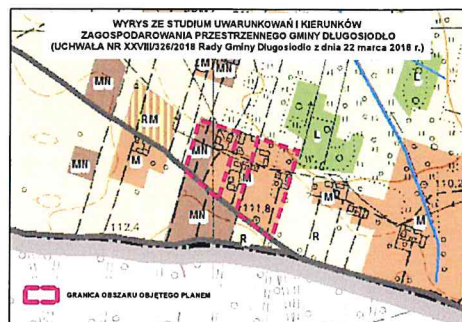 WYRYS ZE STUDIUM UWARUNKOWAŃ I KIERUNKÓW
ZAGOSPODAROWANIA PRZESTRZENNEGO GMINY DŁUGOSIODŁO
(UCHWAŁA NR XXVIII/326/2018 Rady Gminy Długosiodło z dnia 22 marca 2018 r.)
L
L
MN
RM
MN
M
MN
L
M
110,2
M
M
111,8
MN
112,4
R
R
GRANICA OBSZARU OBJĘTEGO PLANEM